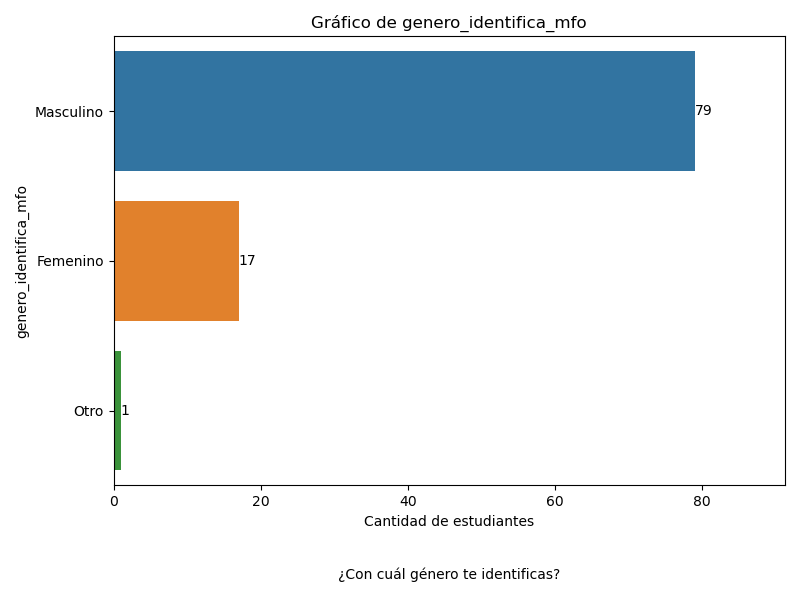 Gráfico de genero_identifica_mfo
genero_identifica_mfo
Masculino
79
Femenino
17
Otro
1
0 20 40 60 80
Cantidad de estudiantes
¿Con cuál género te identificas?